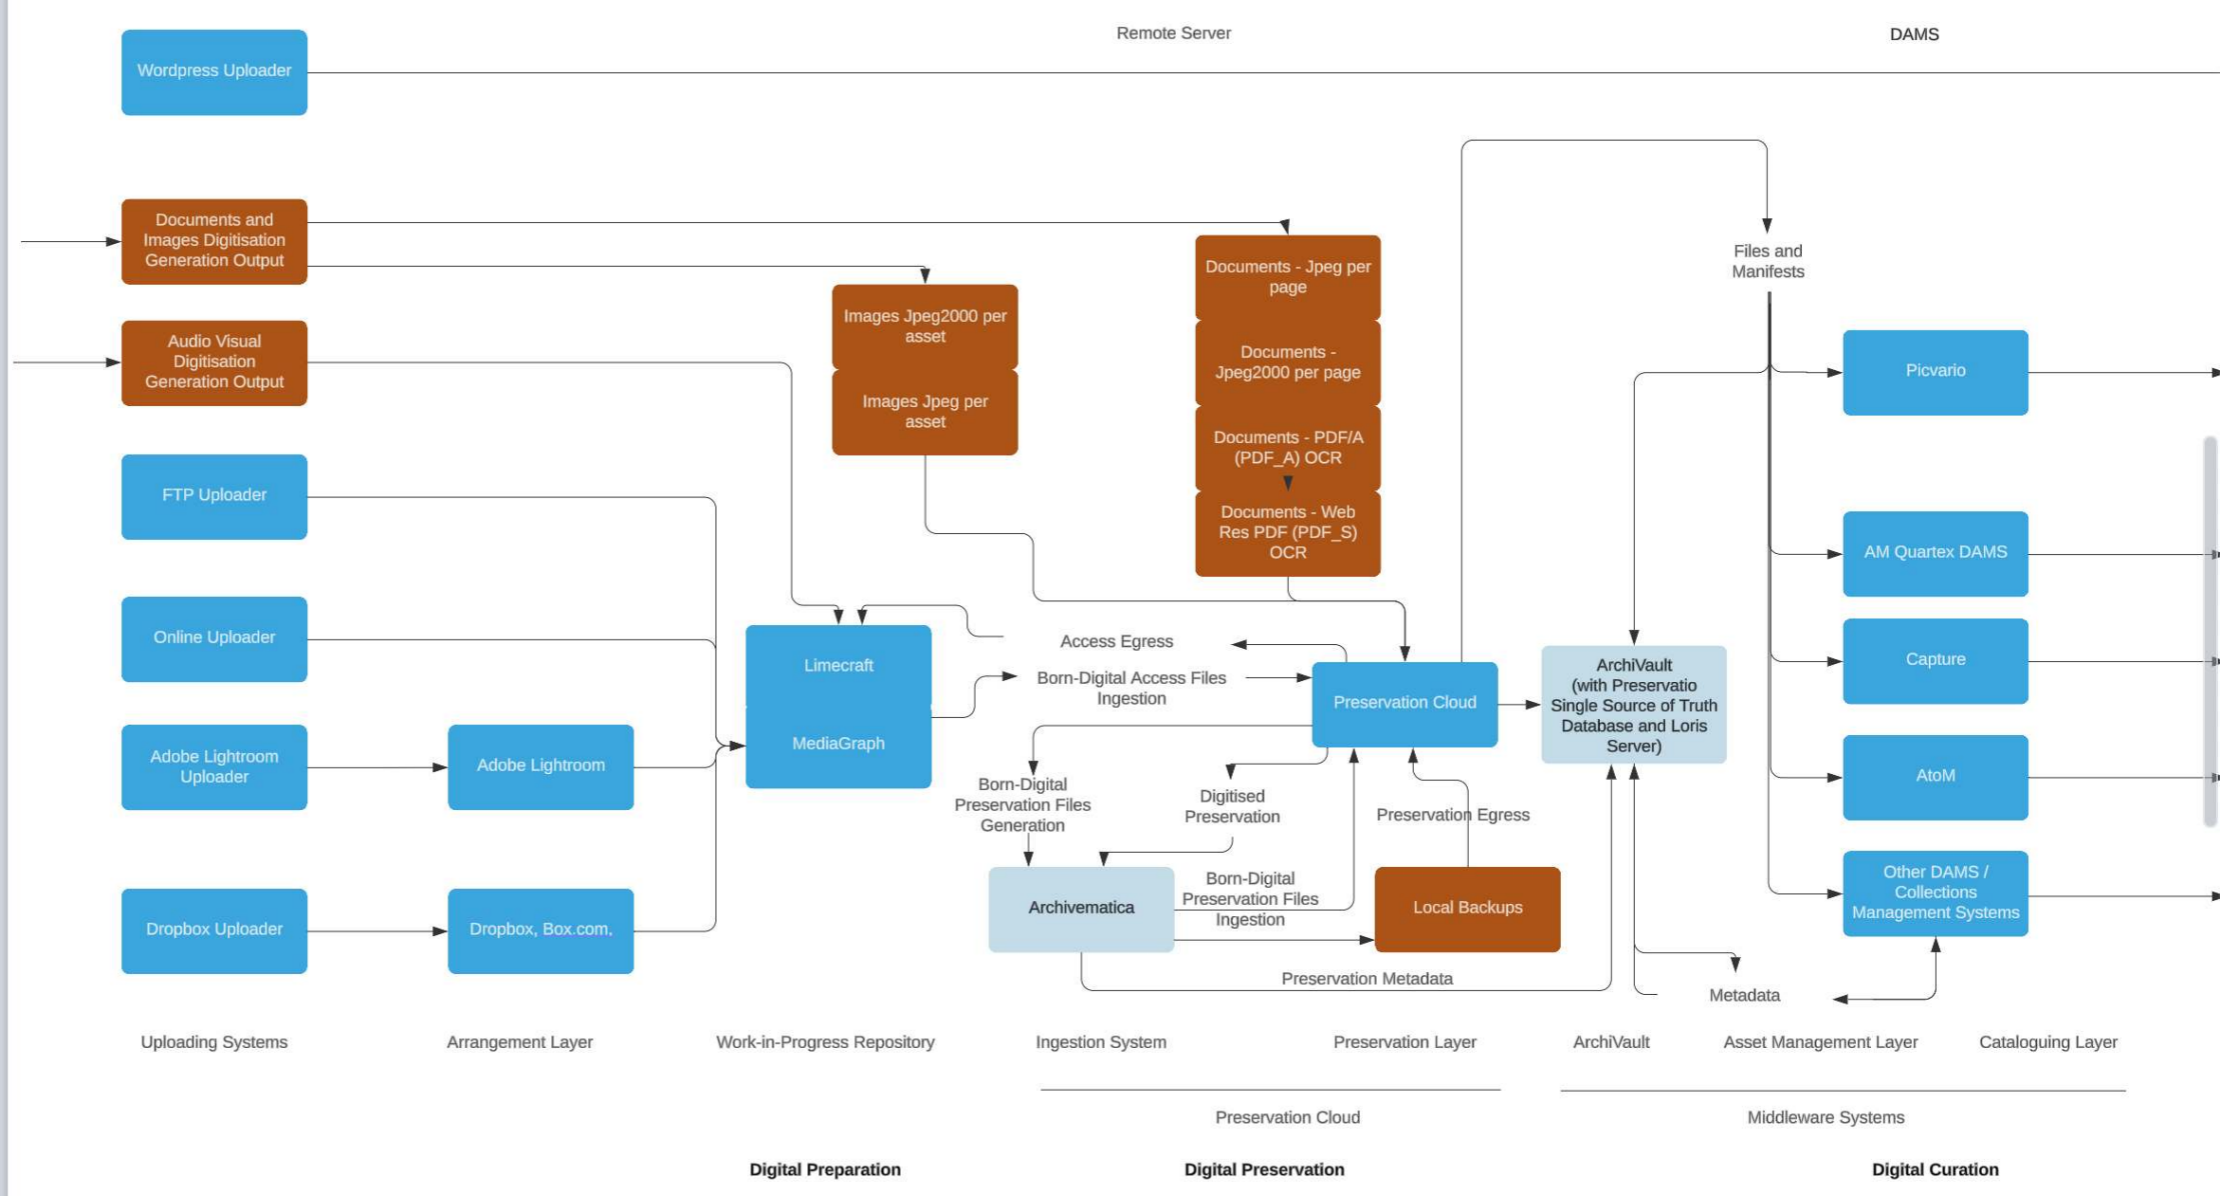 Remote Server
DAMS
Wordpress Uploader
Documents and
Images Digitisation
Generation Output
Audio Visual
Digitisation
Generation Output
FTP Uploader
Online Uploader
Adobe Lightroom
Uploader
Dropbox Uploader
Adobe Lightroom
Dropbox, Box.com,
Images Jpeg2000 per
asset
Images Jpeg per
asset
Limecraft
MediaGraph
Documents - Jpeg per
page
Documents -
Jpeg2000 per page
Documents - PDF/A
(PDF_A) OCR
Documents - Web
Res PDF (PDF_S)
OCR
Access Egress
Born-Digital Access Files
Ingestion
Preservation Cloud
Born-Digital
Preservation Files
Generation
Digitised
Preservation
Preservation Egress
Archivematica
Born-Digital
Preservation Files
Ingestion
Local Backups
Preservation Metadata
Files and
Manifests
ArchiVault
(with Preservatio
Single Source of Truth
Database and Loris
Server)
Picvario
AM Quartex DAMS
Capture
AtoM
Other DAMS /
Collections
Management Systems
Metadata
Uploading Systems
Arrangement Layer
Work-in-Progress Repository
Ingestion System
Preservation Layer
ArchiVault
Asset Management Layer
Cataloguing Layer
Preservation Cloud
Middleware Systems
Digital Preparation
Digital Preservation
Digital Curation